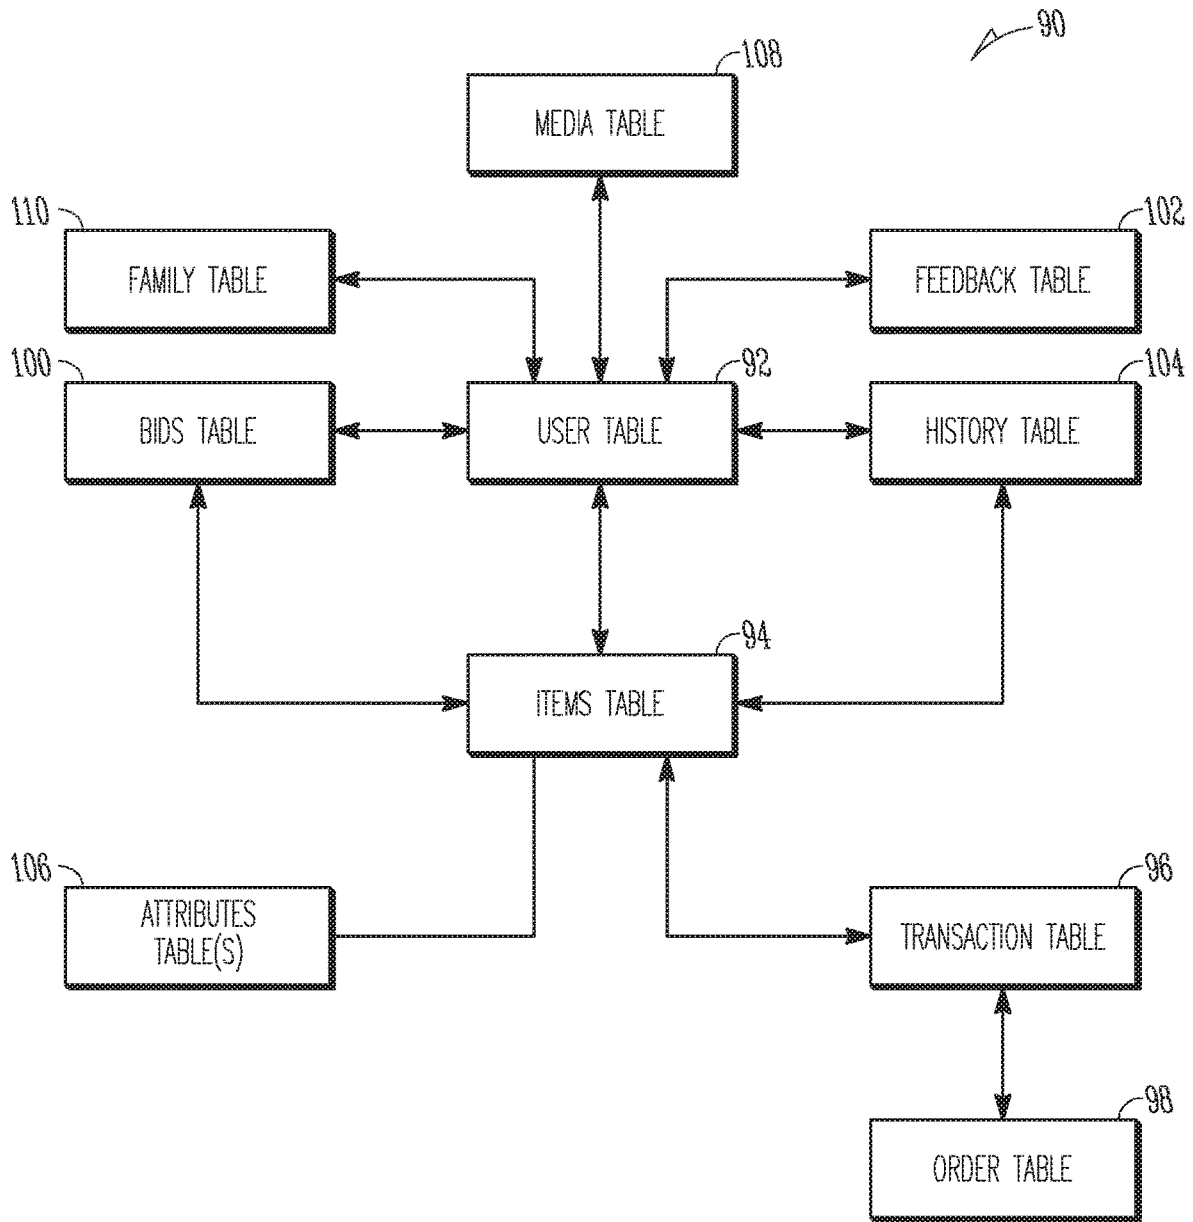 90
108
MEDIA TABLE
110
FAMILY TABLE
102
FEEDBACK TABLE
100
BIDS TABLE
92
USER TABLE
104
HISTORY TABLE
94
ITEMS TABLE
106
ATTRIBUTES
TABLE(S)
96
TRANSACTION TABLE
98
ORDER TABLE